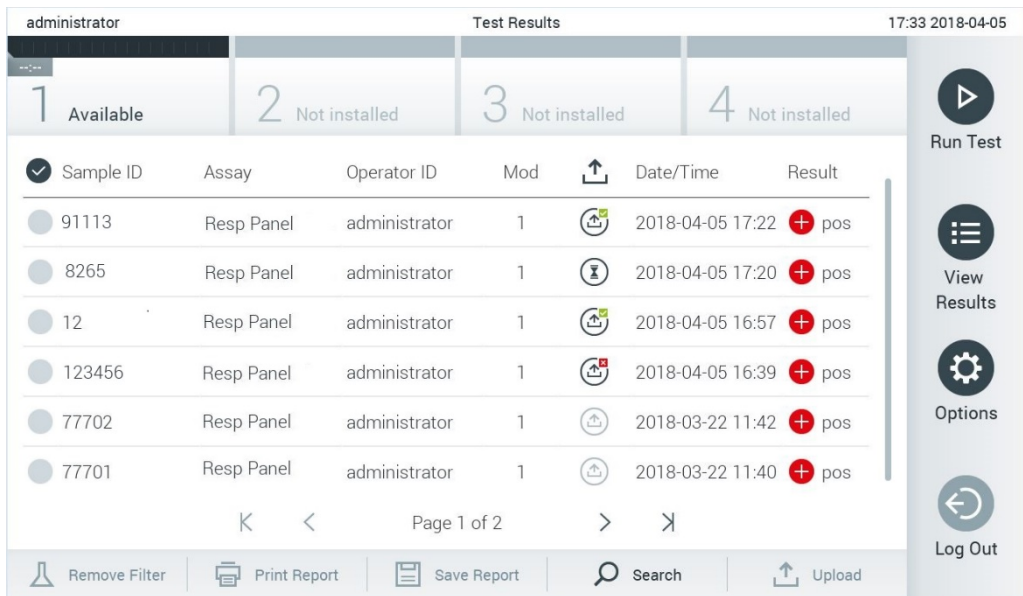 administrator Test Results 17:33 2018-04-05
--:--
1 Available 2 Not installed 3 Not installed 4 Not installed
Run Test
Sample ID Assay Operator ID Mod Date/Time Result
91113 Resp Panel administrator 1 2018-04-05 17:22 pos
8265 Resp Panel administrator 1 2018-04-05 17:20 pos
View
Results
12 Resp Panel administrator 1 2018-04-05 16:57 pos
123456 Resp Panel administrator 1 2018-04-05 16:39 pos
77702 Resp Panel administrator 1 2018-03-22 11:42 pos
Options
77701 Resp Panel administrator 1 2018-03-22 11:40 pos
Page 1 of 2
Log Out
Remove Filter Print Report Save Report Search Upload